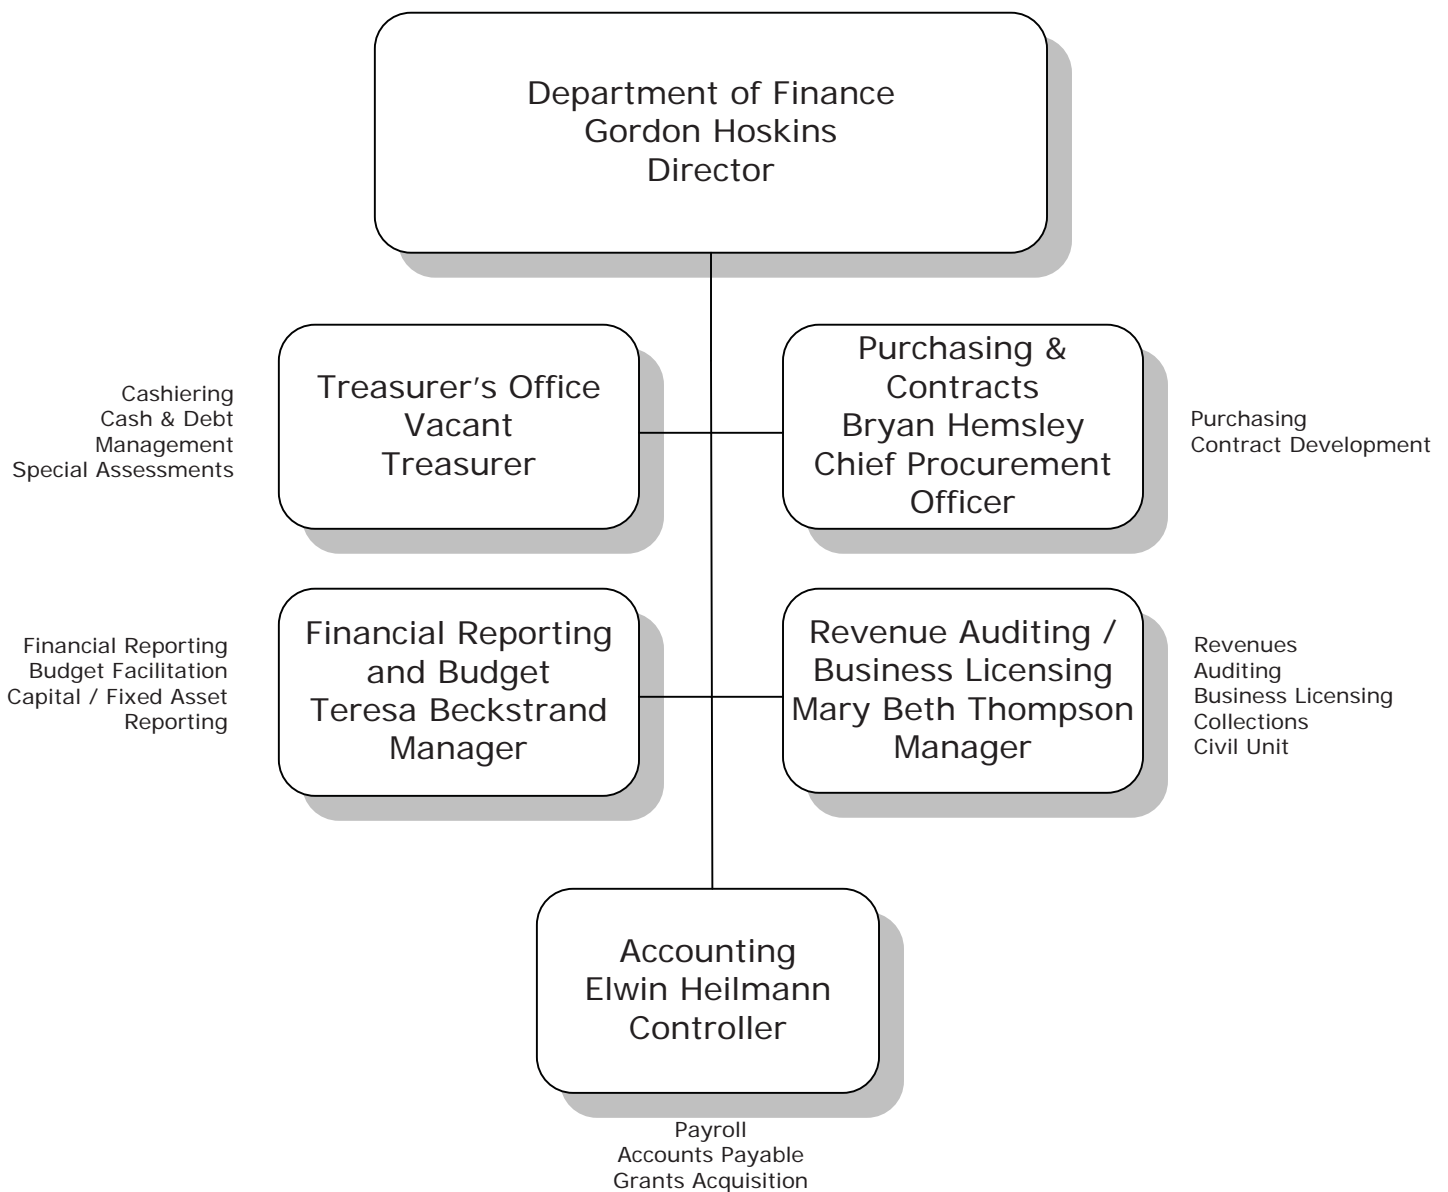 Department of Finance
Gordon Hoskins
Director
Cashiering
Cash & Debt
Management
Special Assessments
Treasurer’s Office
Vacant
Treasurer
Purchasing &
Contracts
Bryan Hemsley
Chief Procurement
Officer
Purchasing
Contract Development
Financial Reporting
Budget Facilitation
Capital / Fixed Asset
Reporting
Financial Reporting
and Budget
Teresa Beckstrand
Manager
Revenue Auditing /
Business Licensing
Mary Beth Thompson
Manager
Revenues
Auditing
Business Licensing
Collections
Civil Unit
Accounting
Elwin Heilmann
Controller
Payroll
Accounts Payable
Grants Acquisition